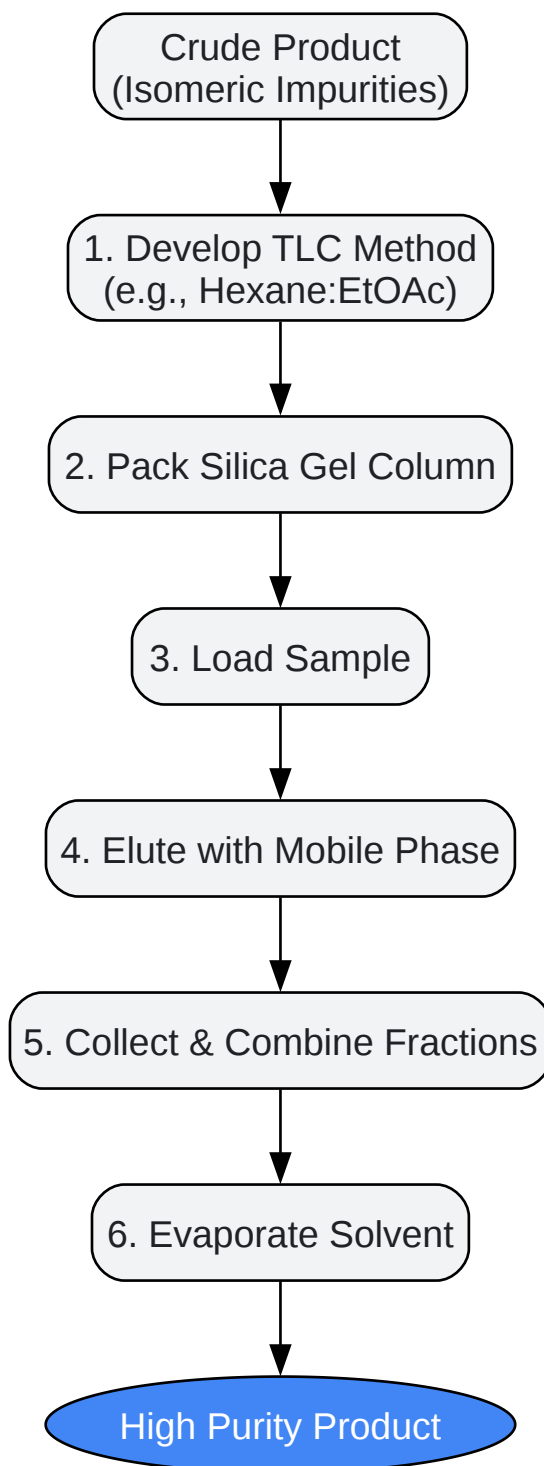 Crude Product
(Isomeric Impurities)
1. Develop TLC Method
(e.g., Hexane:EtOAc)
2. Pack Silica Gel Column
3. Load Sample
4. Elute with Mobile Phase
5. Collect & Combine Fractions
6. Evaporate Solvent
High Purity Product